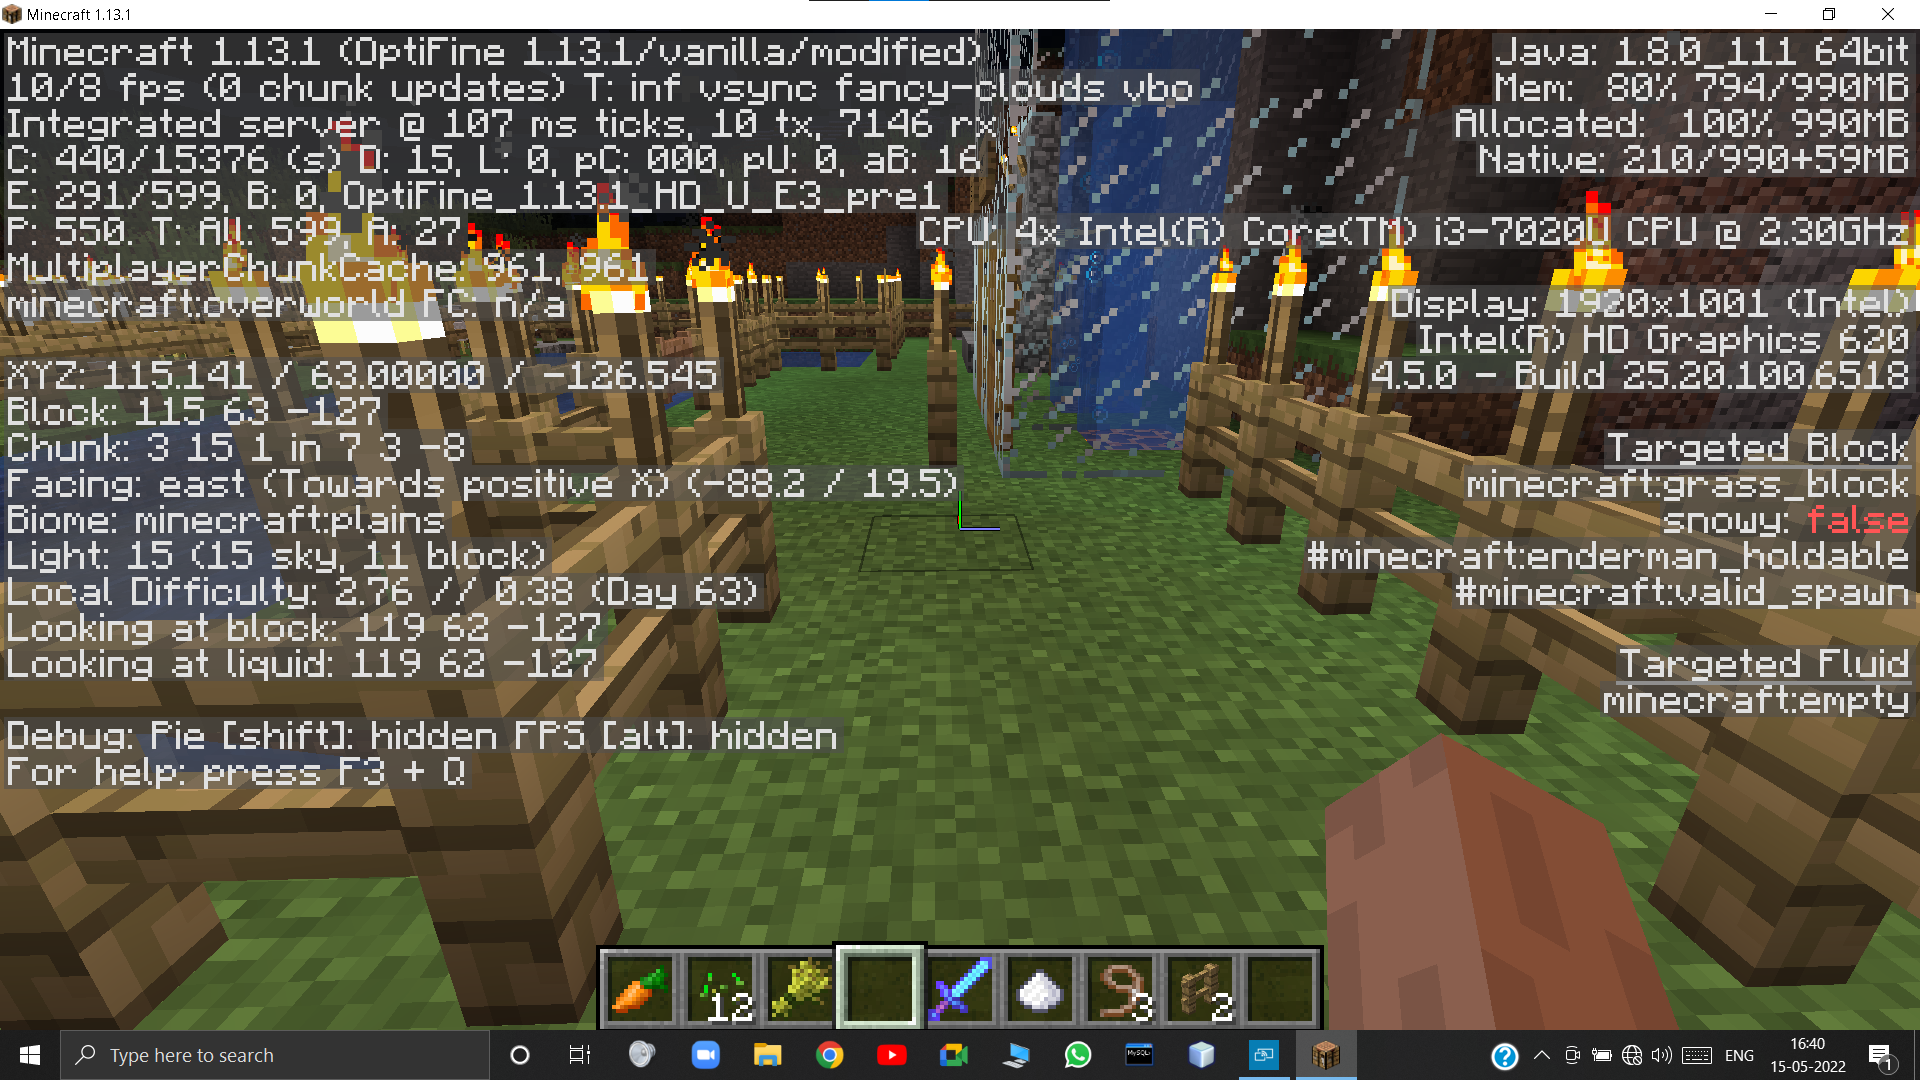 Minecraft 1.13.1
Minecraft 1.13.1 (OptiFine 1.13.1/vanilla/modified)
10/8 fps (0 chunk updates) T: inf vsync fancy-clouds vbo
Integrated server @ 107 ms ticks, 10 tx, 7146 rx
C: 440/15376 (s) D: 15, L: 0, pC: 000, pU: 0, aB: 16
E: 291/599, B: 0, OptiFine_1.13.1_HD_U_E3_pre1
P: 550. T: All: 599 A: 27
MultiplayerChunkCache: 961, 961
minecraft:overworld FC: n/a
XYZ: 115.141 / 63.00000 / -126.545
Block: 115 63 -127
Chunk: 3 15 1 in 7 3 -8
Facing: east (Towards positive X) (-88.2 / 19.5)
Biome: minecraft:plains
Light: 15 (15 sky, 11 block)
Local Difficulty: 2.76 // 0.38 (Day 63)
Looking at block: 119 62 -127
Looking at liquid: 119 62 -127
Debug: Pie [shift]: hidden FPS [alt]: hidden
For help: press F3 + Q
Java: 1.8.0_111 64bit
Mem: 80% 794/990MB
Allocated: 100% 990MB
Native: 210/990+59MB
CPU: 4x Intel(R) Core(TM) i3-7020U CPU @ 2.30GHz
Display: 1920x1001 (Intel)
Intel(R) HD Graphics 620
4.5.0 - Build 25.20.100.6518
Targeted Block
minecraft:grass_block
snowy: false
#minecraft:enderman_holdable
#minecraft:valid_spawn
Targeted Fluid
minecraft:empty
12
3
2
Type here to search
MySQL
ENG
16:40
15-05-2022
1